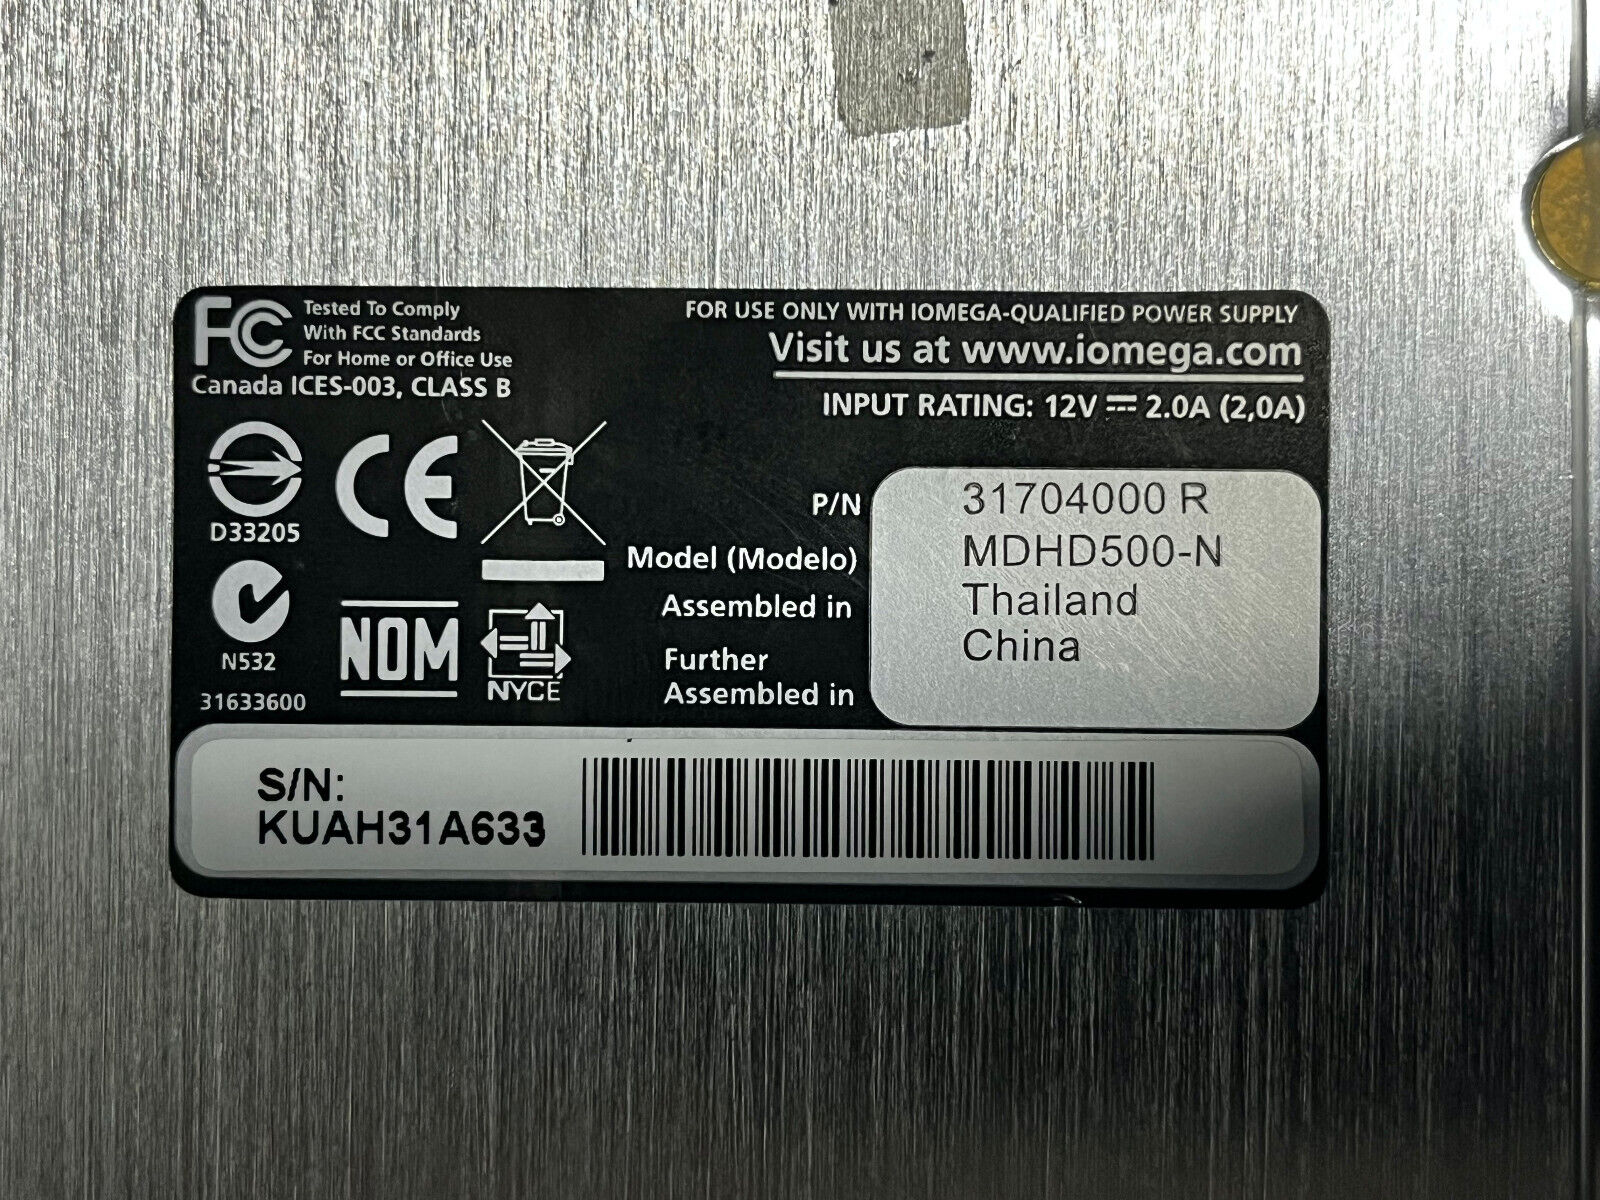 FC Tested To Comply
With FCC Standards
For Home or Office Use
Canada ICES-003, CLASS B
FOR USE ONLY WITH IOMEGA-QUALIFIED POWER SUPPLY
Visit us at www.iomega.com
INPUT RATING: 12V ⎓ 2.0A (2,0A)
D33205
CE
N532
31633600
NOM
NYCE
P/N 31704000 R
Model (Modelo) MDHD500-N
Assembled in Thailand
Further China
Assembled in
S/N:
KUAH31A633